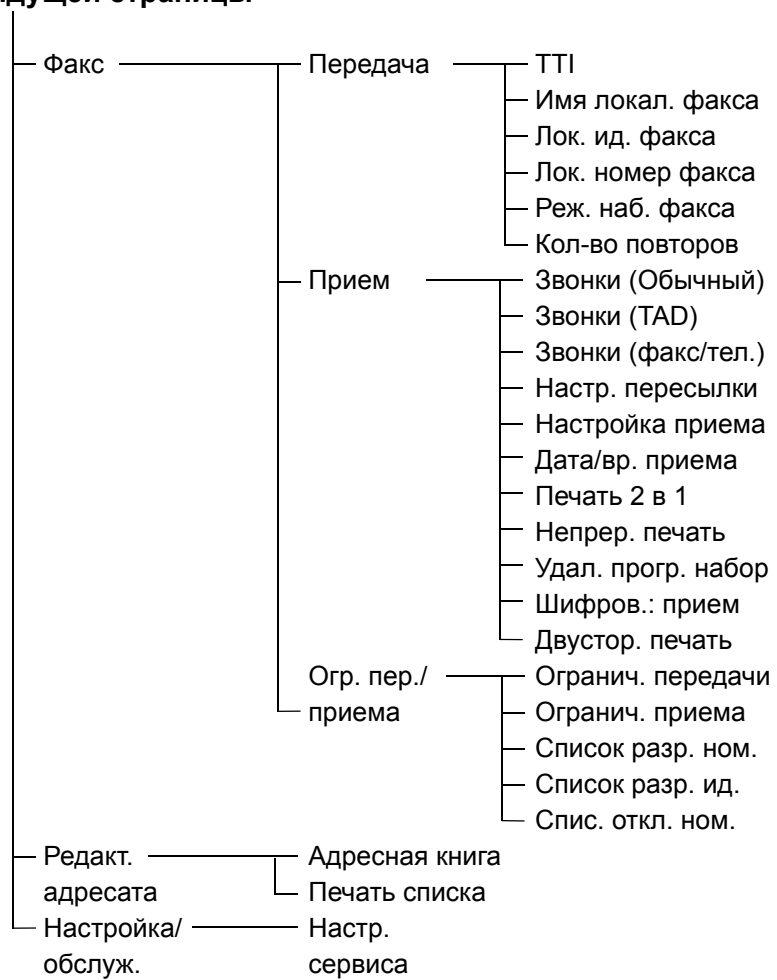 страницы
Факс
Передача
TTI
Имя локал. факса
Лок. ид. факса
Лок. номер факса
Реж. наб. факса
Кол-во повторов
Прием
Звонки (Обычный)
Звонки (TAD)
Звонки (факс/тел.)
Настр. пересылки
Настройка приема
Дата/вр. приема
Печать 2 в 1
Непрер. печать
Удал. прогр. набор
Шифров.: прием
Двустор. печать
Огр. пер./
приема
Огранич. передачи
Огранич. приема
Список разр. ном.
Список разр. ид.
Спис. откл. ном.
Редакт.
адресата
Адресная книга
Печать списка
Настройка/
обслуж.
Настр.
сервиса